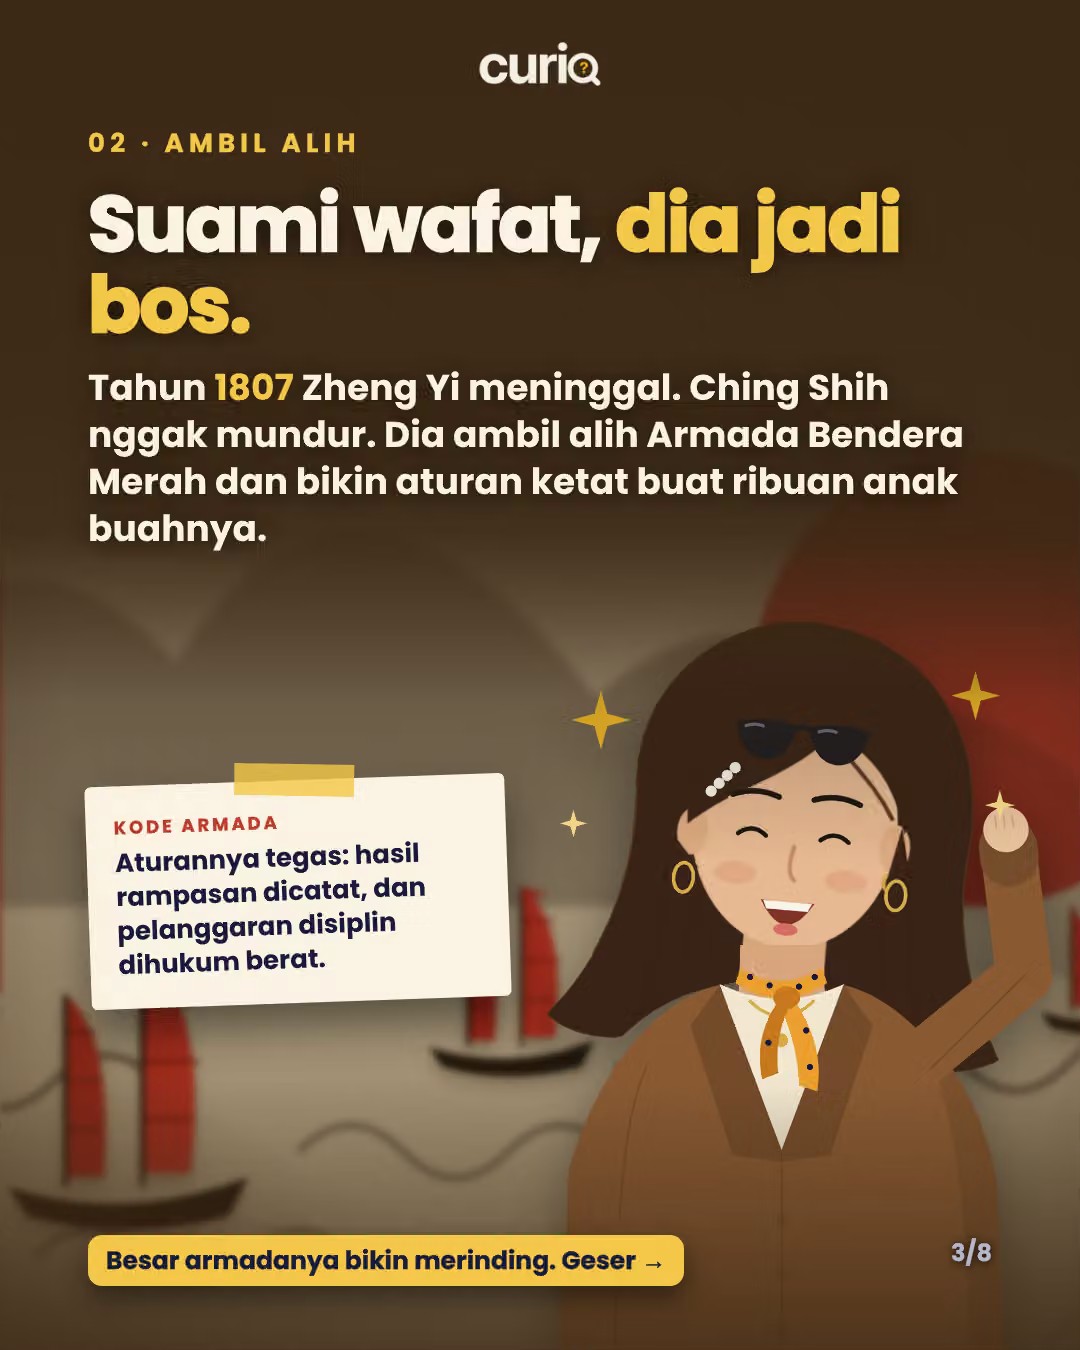 curio
02 · AMBIL ALIH
Suami wafat, dia jadi
bos.
Tahun 1807 Zheng Yi meninggal. Ching Shih
nggak mundur. Dia ambil alih Armada Bendera
Merah dan bikin aturan ketat buat ribuan anak
buahnya.
KODE ARMADA
Aturannya tegas: hasil
rampasan dicatat, dan
pelanggaran disiplin
dihukum berat.
Besar armadanya bikin merinding. Geser →
3/8